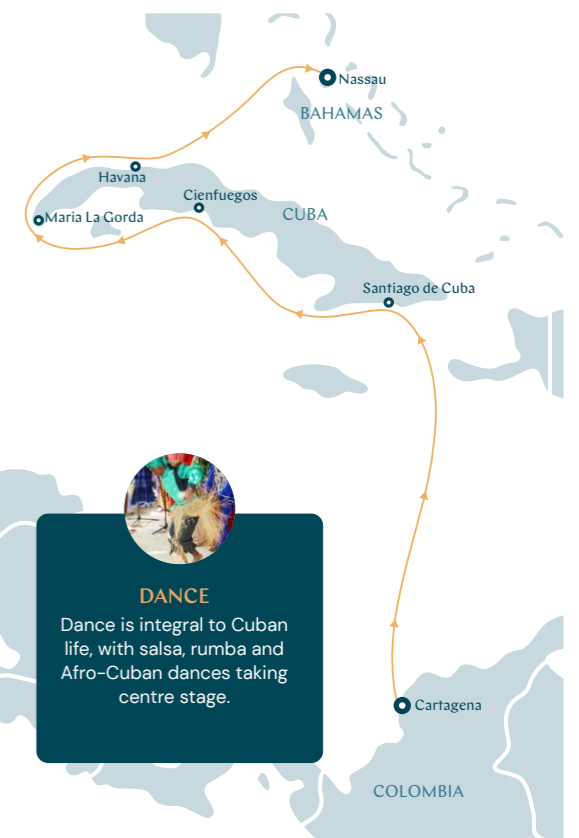 Nassau
BAHAMAS
Havana
Cienfuegos
Maria La Gorda
CUBA
Santiago de Cuba
DANCE
Dance is integral to Cuban
life, with salsa, rumba and
Afro-Cuban dances taking
centre stage.
Cartagena
COLOMBIA